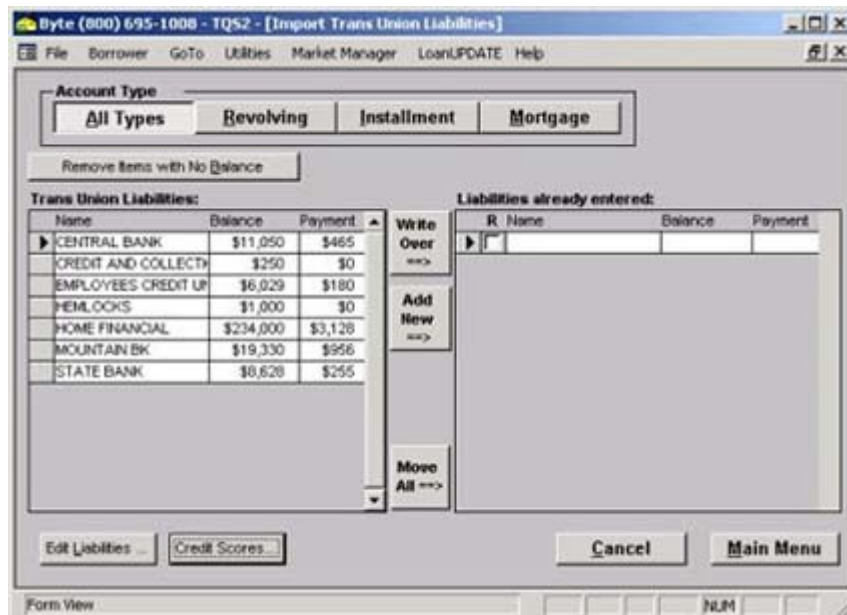 Byte (800) 695-1008 - TQS2 - [Import Trans Union Liabilities]
File Borrower GoTo Utilities Market Manager LoanUPDATE Help
Account Type
All Types Revolving Installment Mortgage
Remove Items with No Balance
Trans Union Liabilities:
Name Balance Payment
CENTRAL BANK $11,050 $465
CREDIT AND COLLECTI $250 $0
EMPLOYEES CREDIT UN $6,029 $180
HEMLOCKS $1,000 $0
HOME FINANCIAL $234,000 $3,128
MOUNTAIN BK $19,330 $956
STATE BANK $8,628 $255
Write
Over
==>
Add
New
==>
Move
All ==>
Liabilities already entered:
R Name Balance Payment
Edit Liabilities ... Credit Scores... Cancel Main Menu
Form View NUM